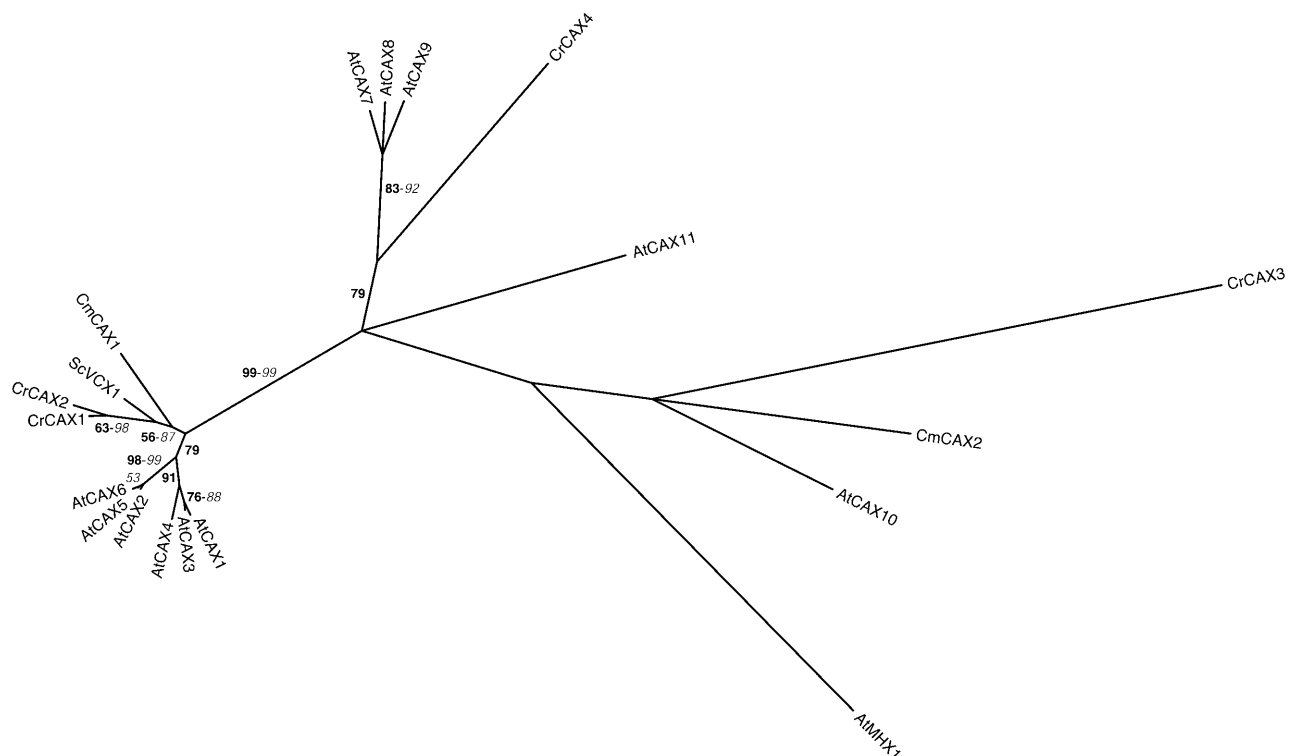 CrCAX4
AtCAX7
AtCAX8
AtCAX9
83-92
AtCAX11
CrCAX3
79
CmCAX1
ScVCX1
99-99
CrCAX2
CrCAX1
63-98
56-87
79
CmCAX2
98-99
53
91
AtCAX6
76-88
AtCAX5
AtCAX2
AtCAX4
AtCAX3
AtCAX1
AtCAX10
AtMHX1